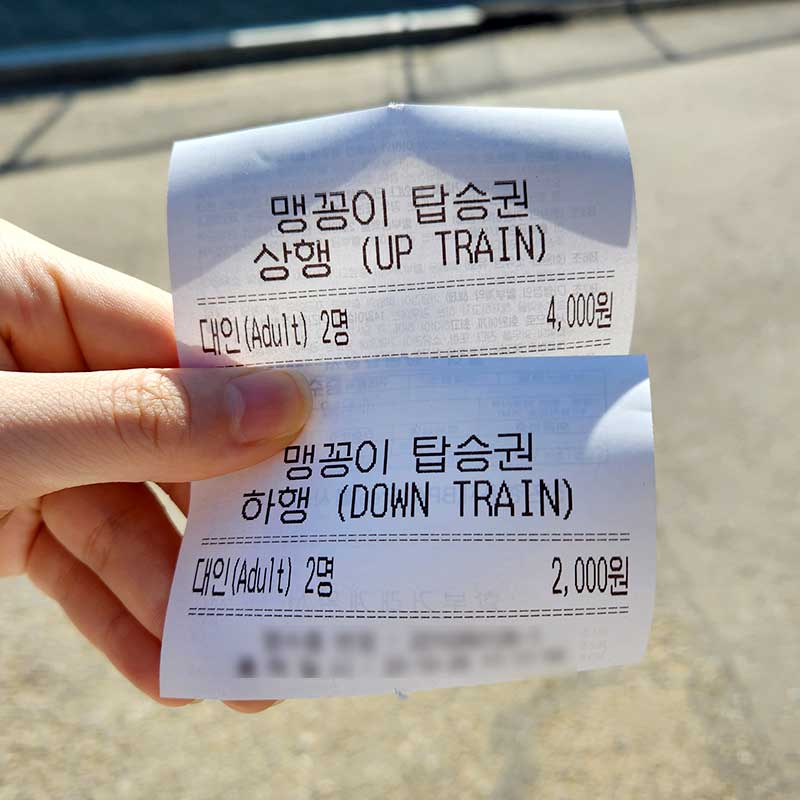 맹꽁이 탑승권
상행 (UP TRAIN)
대인(Adult) 2명 4,000원
맹꽁이 탑승권
하행 (DOWN TRAIN)
대인(Adult) 2명 2,000원